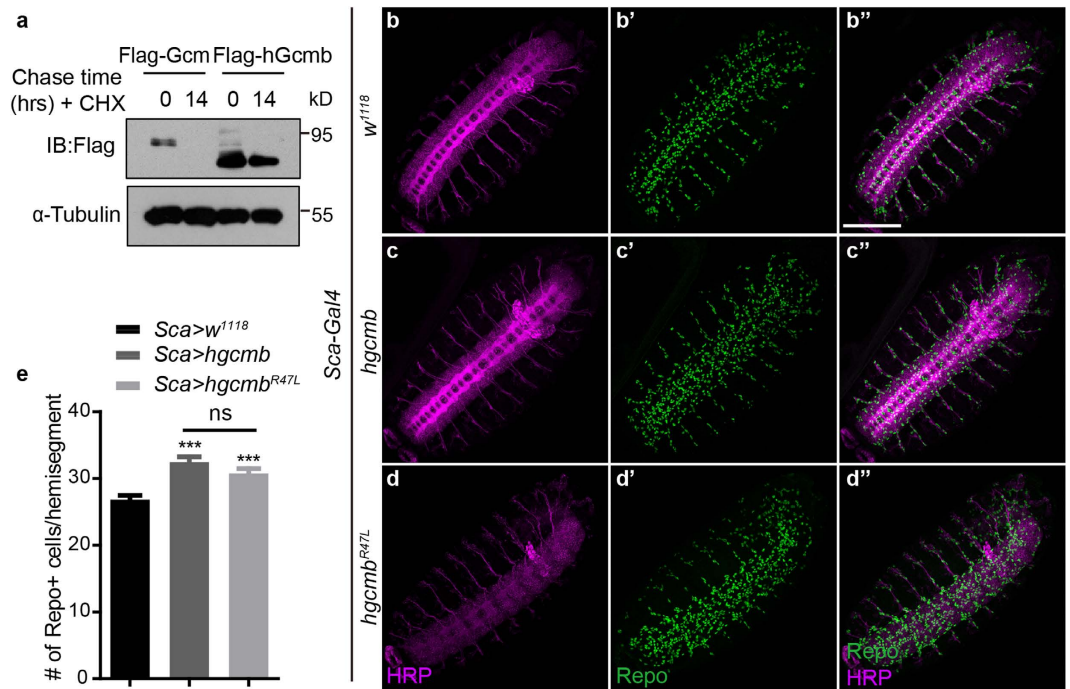 a
Flag-Gcm Flag-hGcmb
Chase time
(hrs) + CHX
0 14 0 14 kD
IB:Flag
95
α-Tubulin
55
Sca>w1118
Sca>hgcmb
Sca>hgcmbR47L
e
ns
***
***
# of Repo+ cells/hemisegment
40
30
20
10
0
Sca-Gal4
w1118
hgcmb
hgcmbR47L
b
b'
b''
c
c'
c''
d
d'
d''
HRP
Repo
Repo
HRP